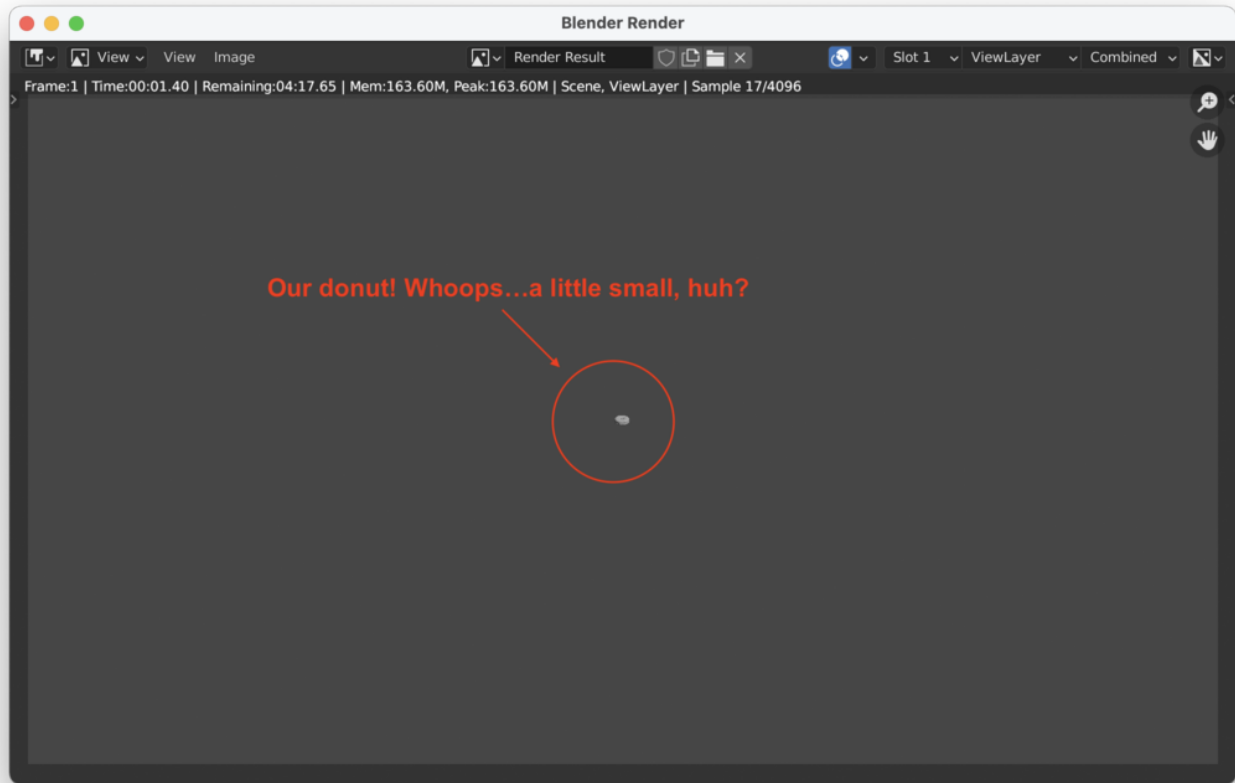 Blender Render
View View Image Render Result Slot 1 ViewLayer Combined
Frame:1 | Time:00:01.40 | Remaining:04:17.65 | Mem:163.60M, Peak:163.60M | Scene, ViewLayer | Sample 17/4096
Our donut! Whoops...a little small, huh?